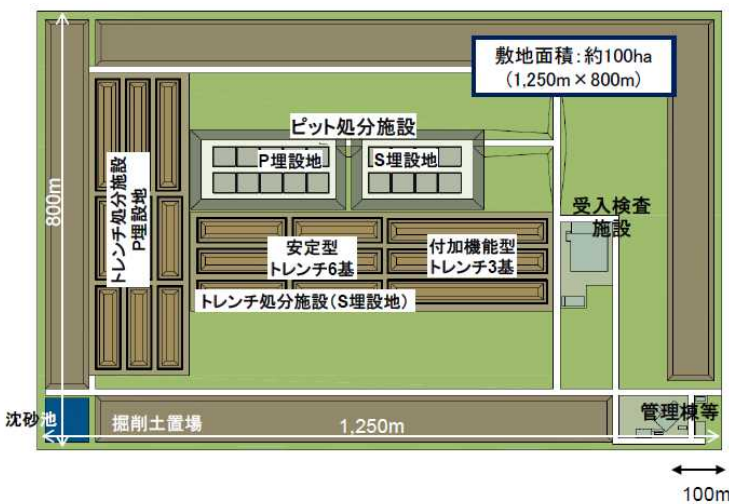 敷地面積：約100ha
（1,250m×800m）
ピット処分施設
P埋設地
S埋設地
トレンチ処分施設
P埋設地
800m
受入検査
施設
安定型
トレンチ6基
付加機能型
トレンチ3基
トレンチ処分施設（S埋設地）
沈砂池
掘削土置場
1,250m
管理棟等
100m